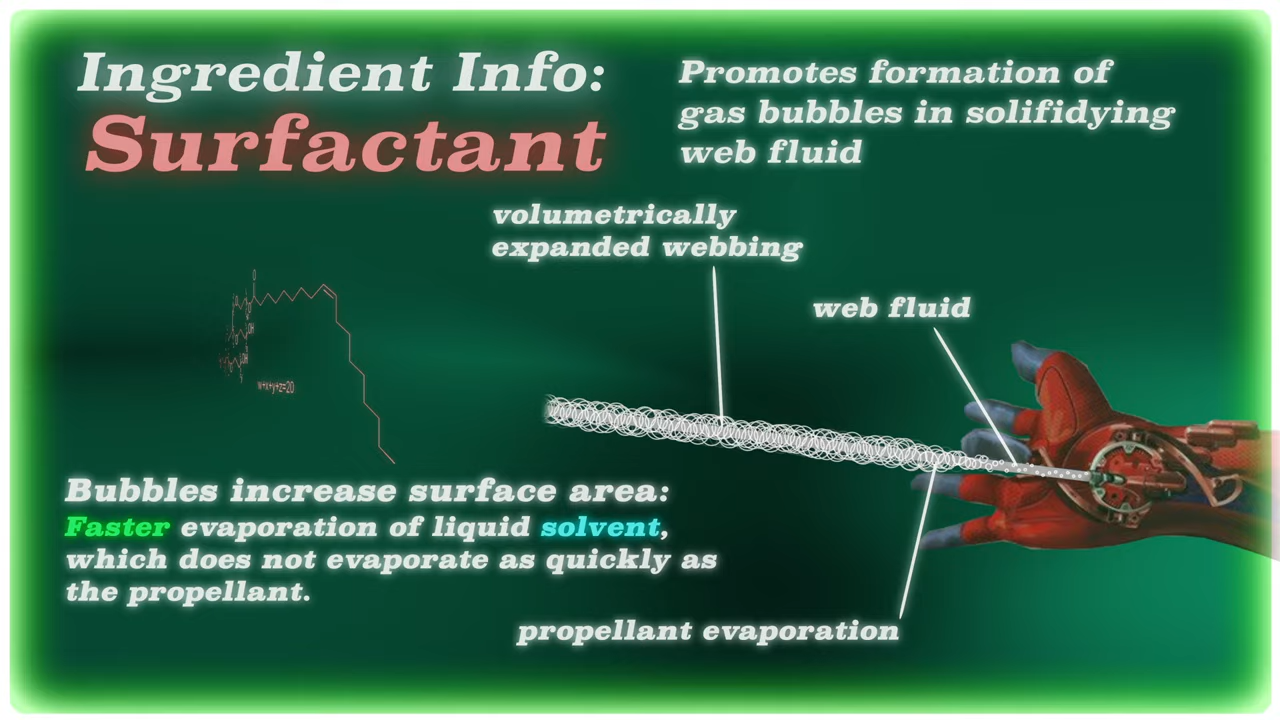 Ingredient Info:
Surfactant
Promotes formation of
gas bubbles in solifidying
web fluid
volumetrically
expanded webbing
web fluid
w+x+y+z=20
Bubbles increase surface area:
Faster evaporation of liquid solvent,
which does not evaporate as quickly as
the propellant.
propellant evaporation